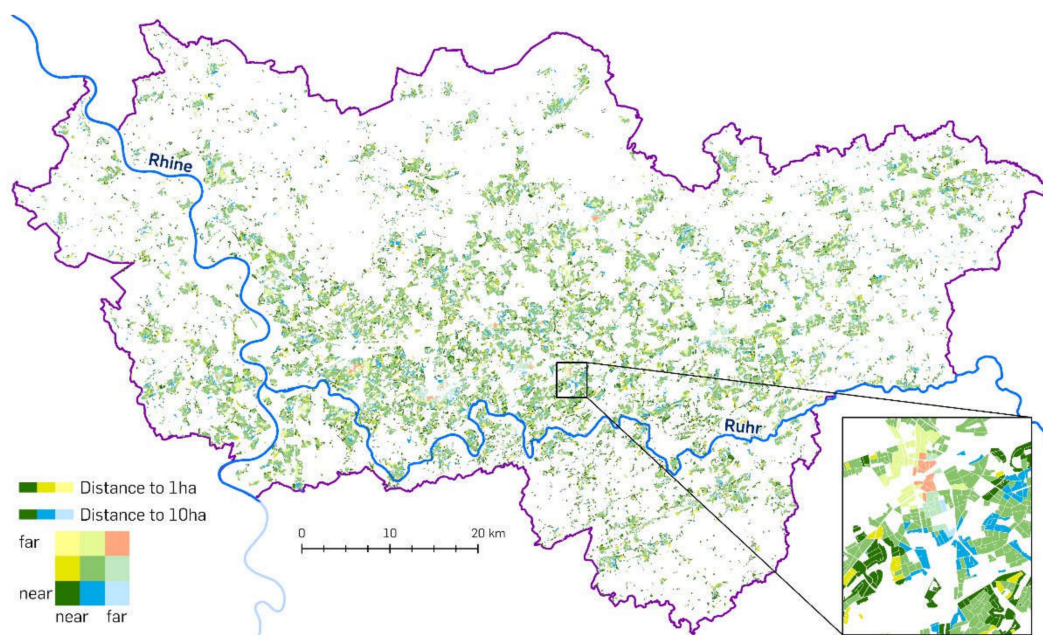 Rhine
Ruhr
Distance to 1ha
Distance to 10ha
far
near
near far
0 10 20 km